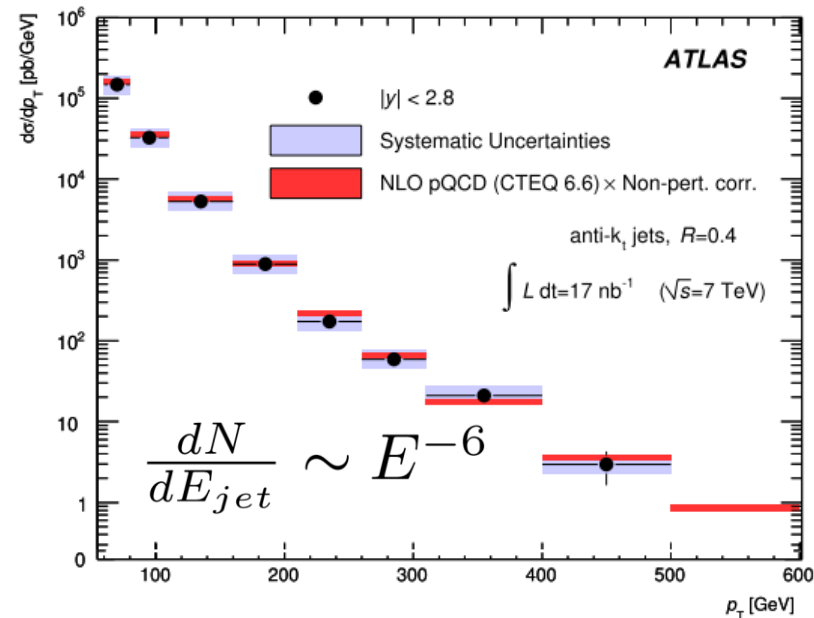 ATLAS
|y| < 2.8
Systematic Uncertainties
NLO pQCD (CTEQ 6.6) × Non-pert. corr.
anti-k_t jets, R=0.4
∫ L dt=17 nb^-1 (√s=7 TeV)
dN/dE_jet ~ E^-6
dσ/dp_T [pb/GeV]
10^6
10^5
10^4
10^3
10^2
10
1
0
100 200 300 400 500 600
p_T [GeV]